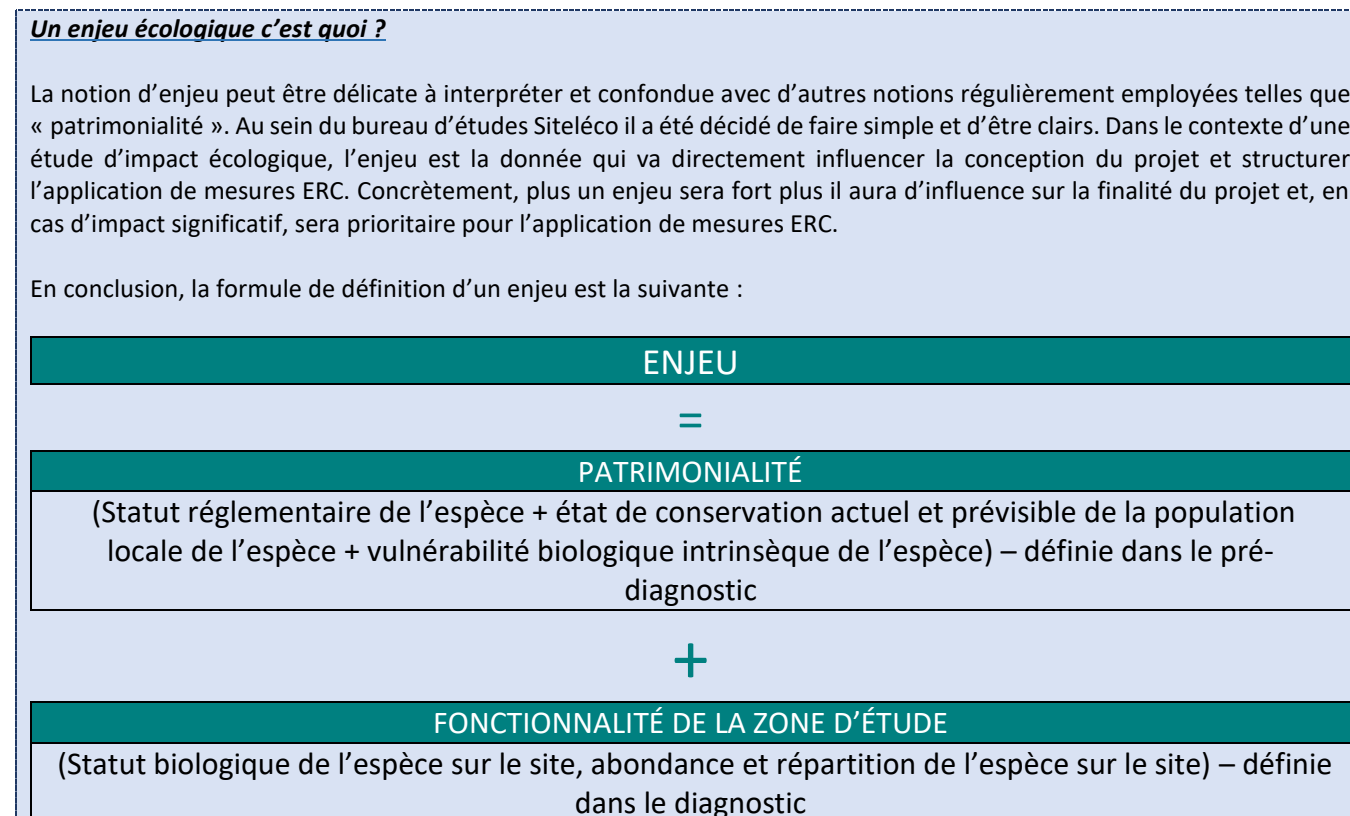 Un enjeu écologique c’est quoi ?
La notion d’enjeu peut être délicate à interpréter et confondue avec d’autres notions régulièrement employées telles que
« patrimonialité ». Au sein du bureau d’études Siteléco il a été décidé de faire simple et d’être clairs. Dans le contexte d’une
étude d’impact écologique, l’enjeu est la donnée qui va directement influencer la conception du projet et structurer
l’application de mesures ERC. Concrètement, plus un enjeu sera fort plus il aura d’influence sur la finalité du projet et, en
cas d’impact significatif, sera prioritaire pour l’application de mesures ERC.
En conclusion, la formule de définition d’un enjeu est la suivante :
ENJEU
=
PATRIMONIALITÉ
(Statut réglementaire de l’espèce + état de conservation actuel et prévisible de la population
locale de l’espèce + vulnérabilité biologique intrinsèque de l’espèce) – définie dans le pré-
diagnostic
+
FONCTIONNALITÉ DE LA ZONE D’ÉTUDE
(Statut biologique de l’espèce sur le site, abondance et répartition de l’espèce sur le site) – définie
dans le diagnostic